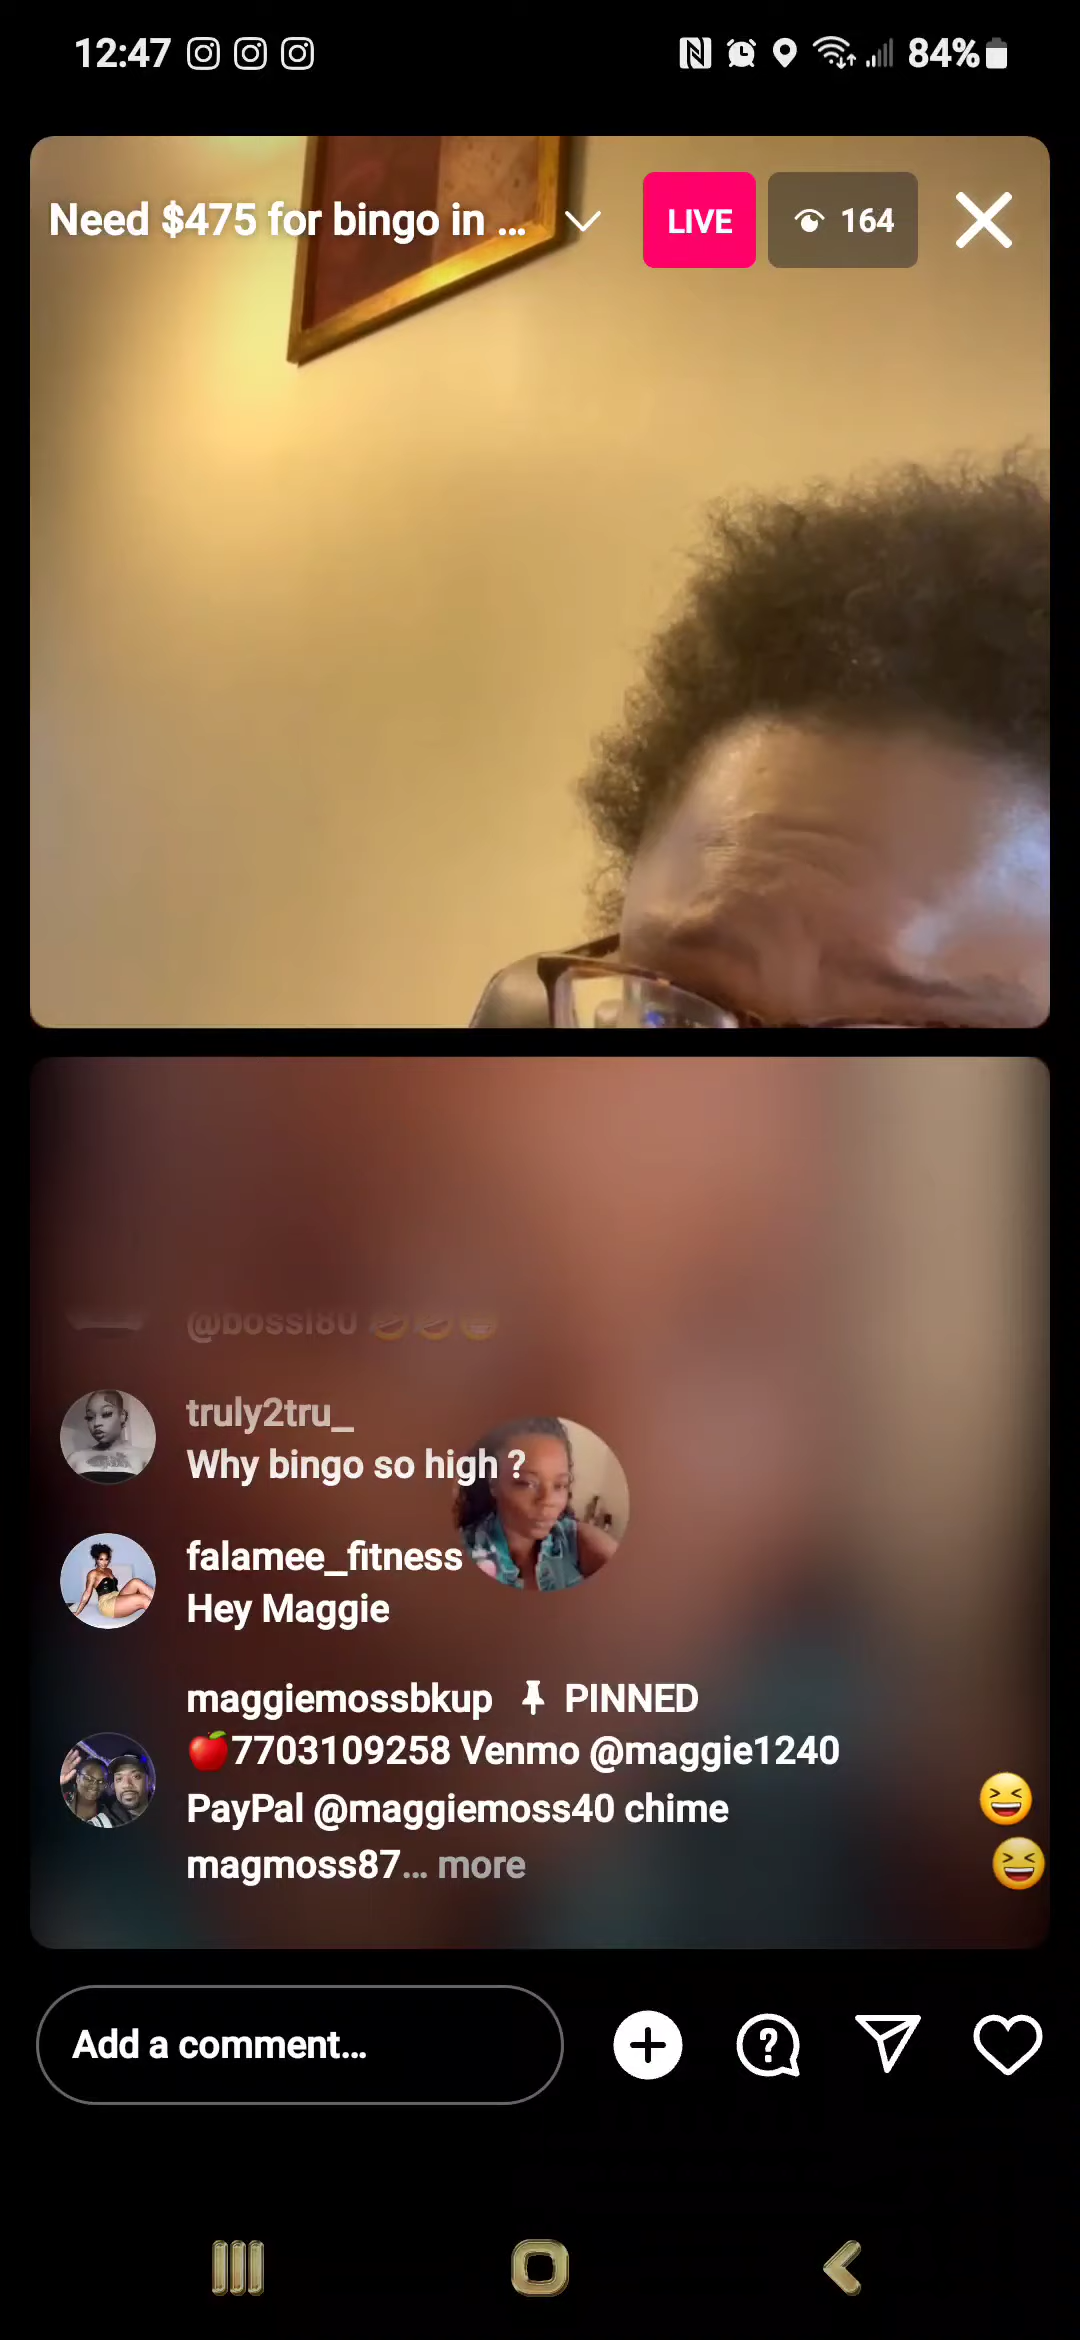 12:47
84%
Need $475 for bingo in ...
LIVE
164
@bossl80
truly2tru_
Why bingo so high ?
falamee_fitness
Hey Maggie
maggiemossbkup PINNED
🍎7703109258 Venmo @maggie1240
PayPal @maggiemoss40 chime
magmoss87... more
Add a comment...